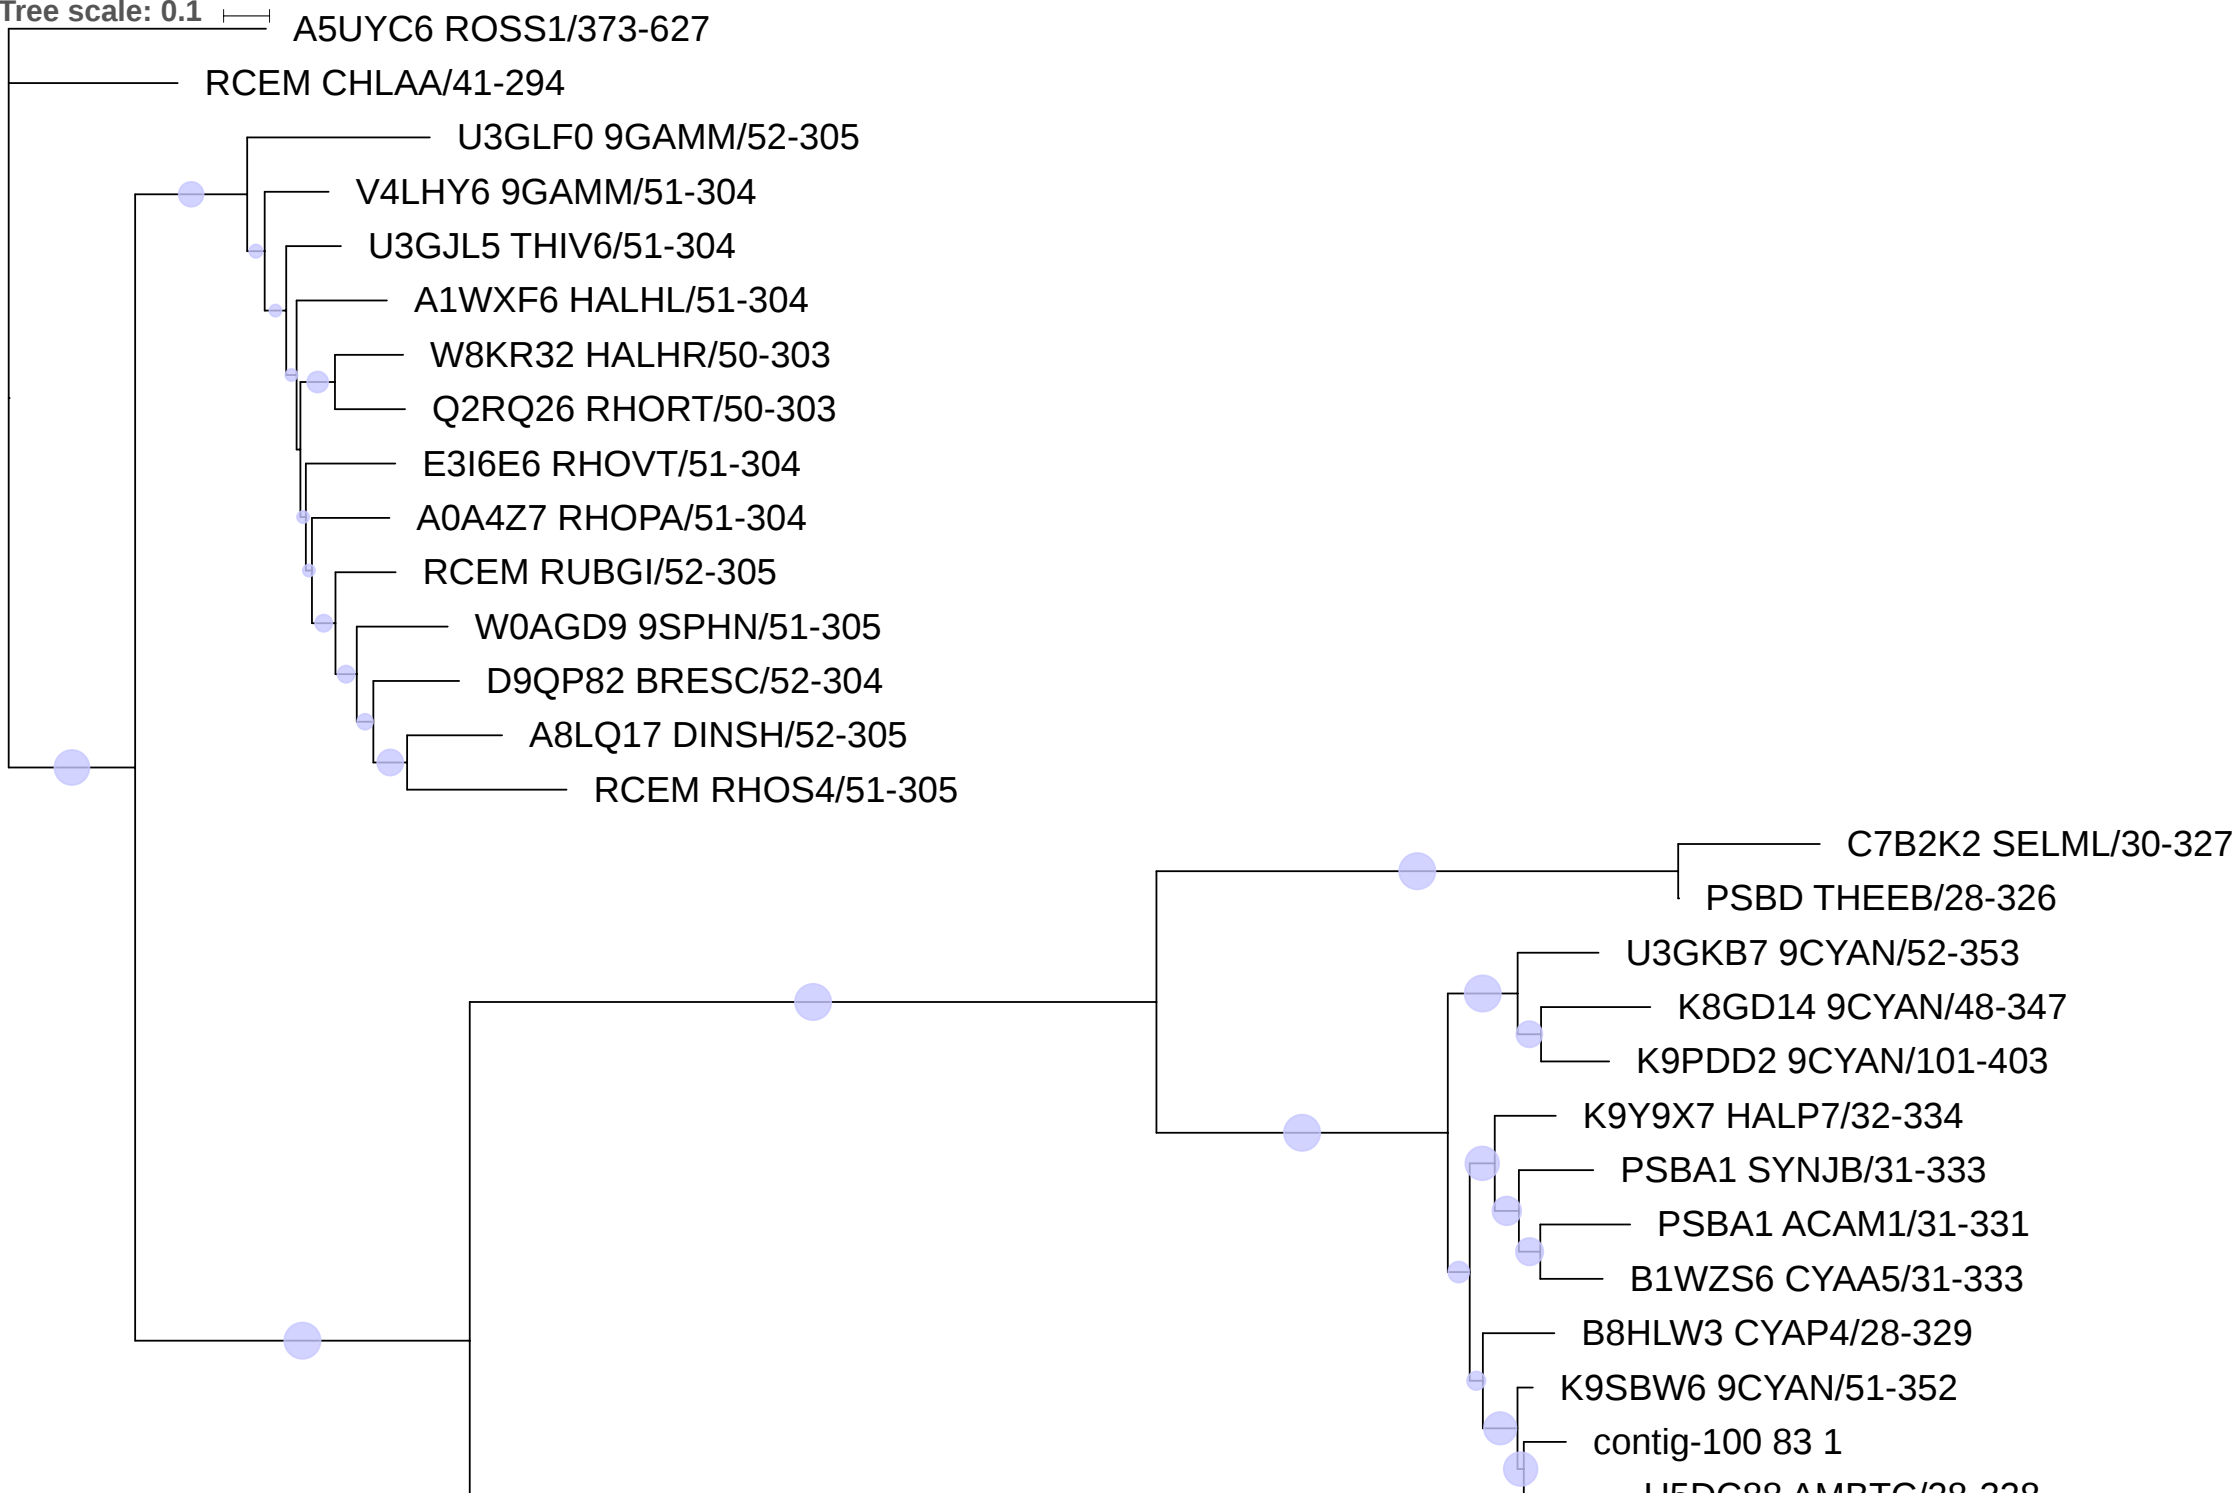 Tree scale: 0.1
A5UYC6 ROSS1/373-627
RCEM CHLAA/41-294
U3GLF0 9GAMM/52-305
V4LHY6 9GAMM/51-304
U3GJL5 THIV6/51-304
A1WXF6 HALHL/51-304
W8KR32 HALHR/50-303
Q2RQ26 RHORT/50-303
E3I6E6 RHOVT/51-304
A0A4Z7 RHOPA/51-304
RCEM RUBGI/52-305
W0AGD9 9SPHN/51-305
D9QP82 BRESC/52-304
A8LQ17 DINSH/52-305
RCEM RHOS4/51-305
C7B2K2 SELML/30-327
PSBD THEEB/28-326
U3GKB7 9CYAN/52-353
K8GD14 9CYAN/48-347
K9PDD2 9CYAN/101-403
K9Y9X7 HALP7/32-334
PSBA1 SYNJB/31-333
PSBA1 ACAM1/31-331
B1WZS6 CYAA5/31-333
B8HLW3 CYAP4/28-329
K9SBW6 9CYAN/51-352
contig-100 83 1